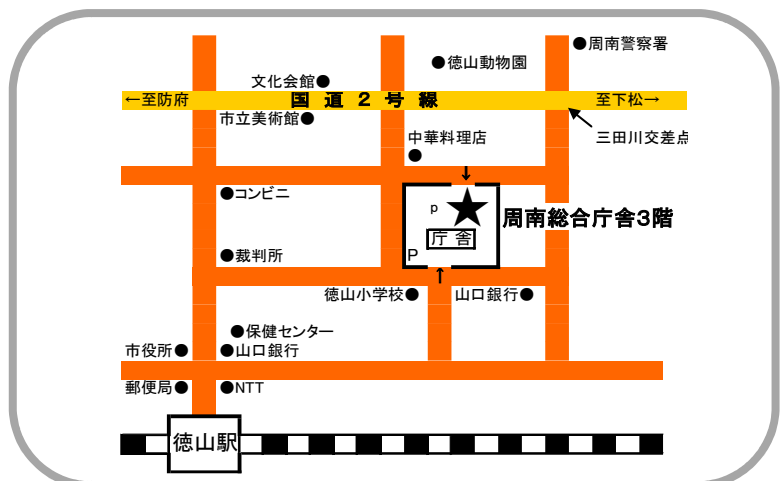 ●周南警察署
●徳山動物園
文化会館●
←至防府
国道2号線
至下松→
市立美術館●
中華料理店
●
三田川交差点
●コンビニ
p
★
周南総合庁舎3階
庁舎
P
●裁判所
徳山小学校●
山口銀行●
●保健センター
市役所●
●山口銀行
郵便局●
●NTT
徳山駅